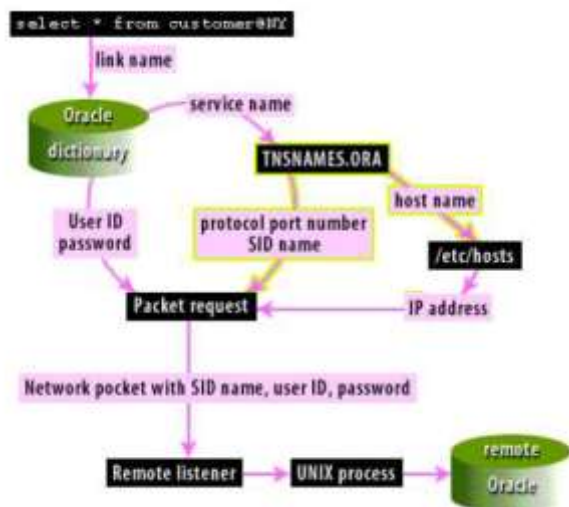 select * from customer@NY
link name
Oracle
dictionary
service name
TNSNAMES.ORA
User ID
password
protocol port number
SID name
host name
/etc/hosts
Packet request
IP address
Network pocket with SID name, user ID, password
Remote listener
UNIX process
remote
Oracle